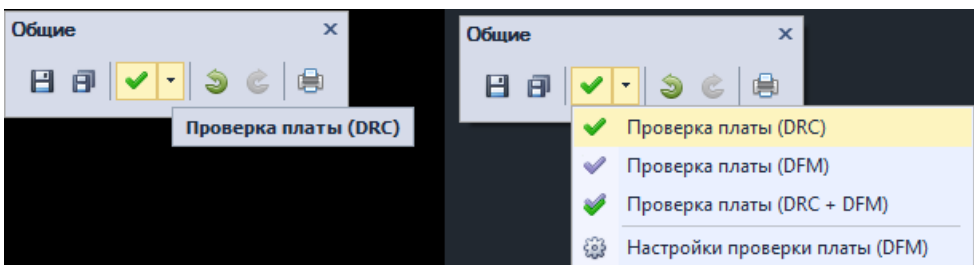 Общие
Проверка платы (DRC)
Общие
Проверка платы (DRC)
Проверка платы (DFM)
Проверка платы (DRC + DFM)
Настройки проверки платы (DFM)